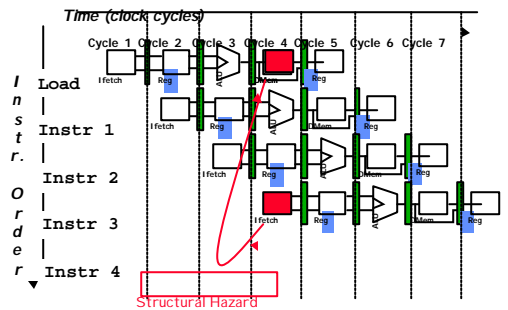 Time (clock cycles)
Cycle 1 Cycle 2 Cycle 3 Cycle 4 Cycle 5 Cycle 6 Cycle 7
Instr. Order
Load
Ifetch Reg ALU DMem Reg
Instr 1
Ifetch Reg ALU DMem Reg
Instr 2
Ifetch Reg ALU DMem Reg
Instr 3
Ifetch Reg ALU DMem Reg
Instr 4
Structural Hazard